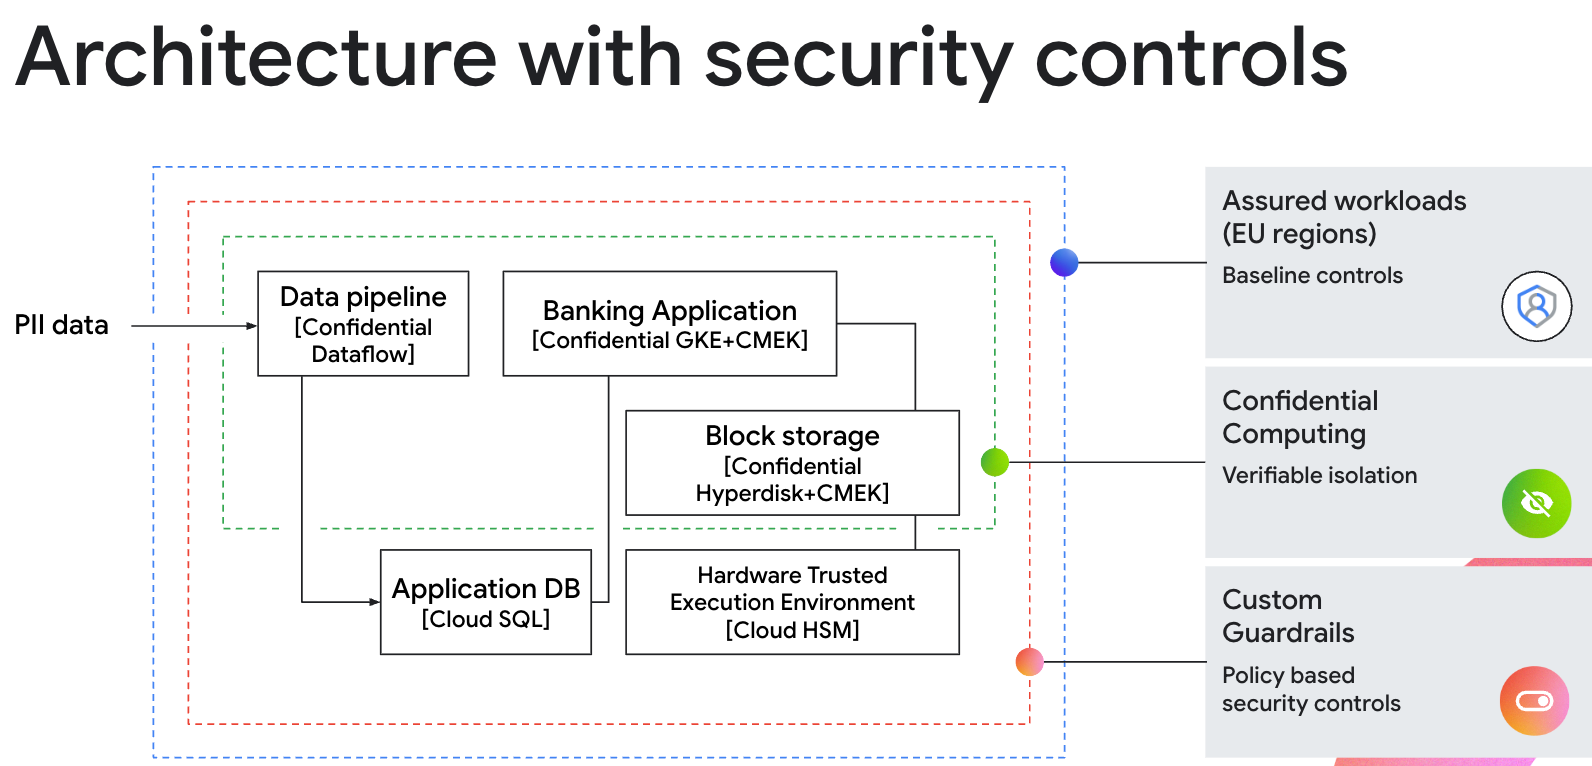 Architecture with security controls
PII data
Data pipeline
[Confidential
Dataflow]
Banking Application
[Confidential GKE+CMEK]
Block storage
[Confidential
Hyperdisk+CMEK]
Application DB
[Cloud SQL]
Hardware Trusted
Execution Environment
[Cloud HSM]
Assured workloads
(EU regions)
Baseline controls
Confidential
Computing
Verifiable isolation
Custom
Guardrails
Policy based
security controls